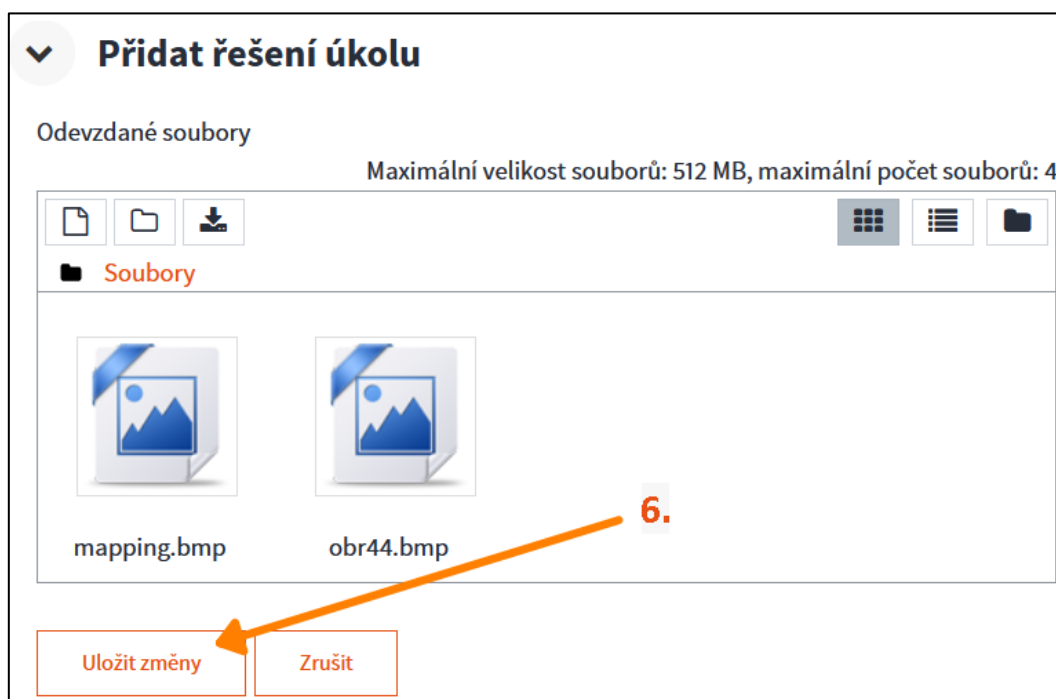 Přidat řešení úkolu
Odevzdané soubory
Maximální velikost souborů: 512 MB, maximální počet souborů: 4
Soubory
6.
mapping.bmp obr44.bmp
Uložit změny Zrušit